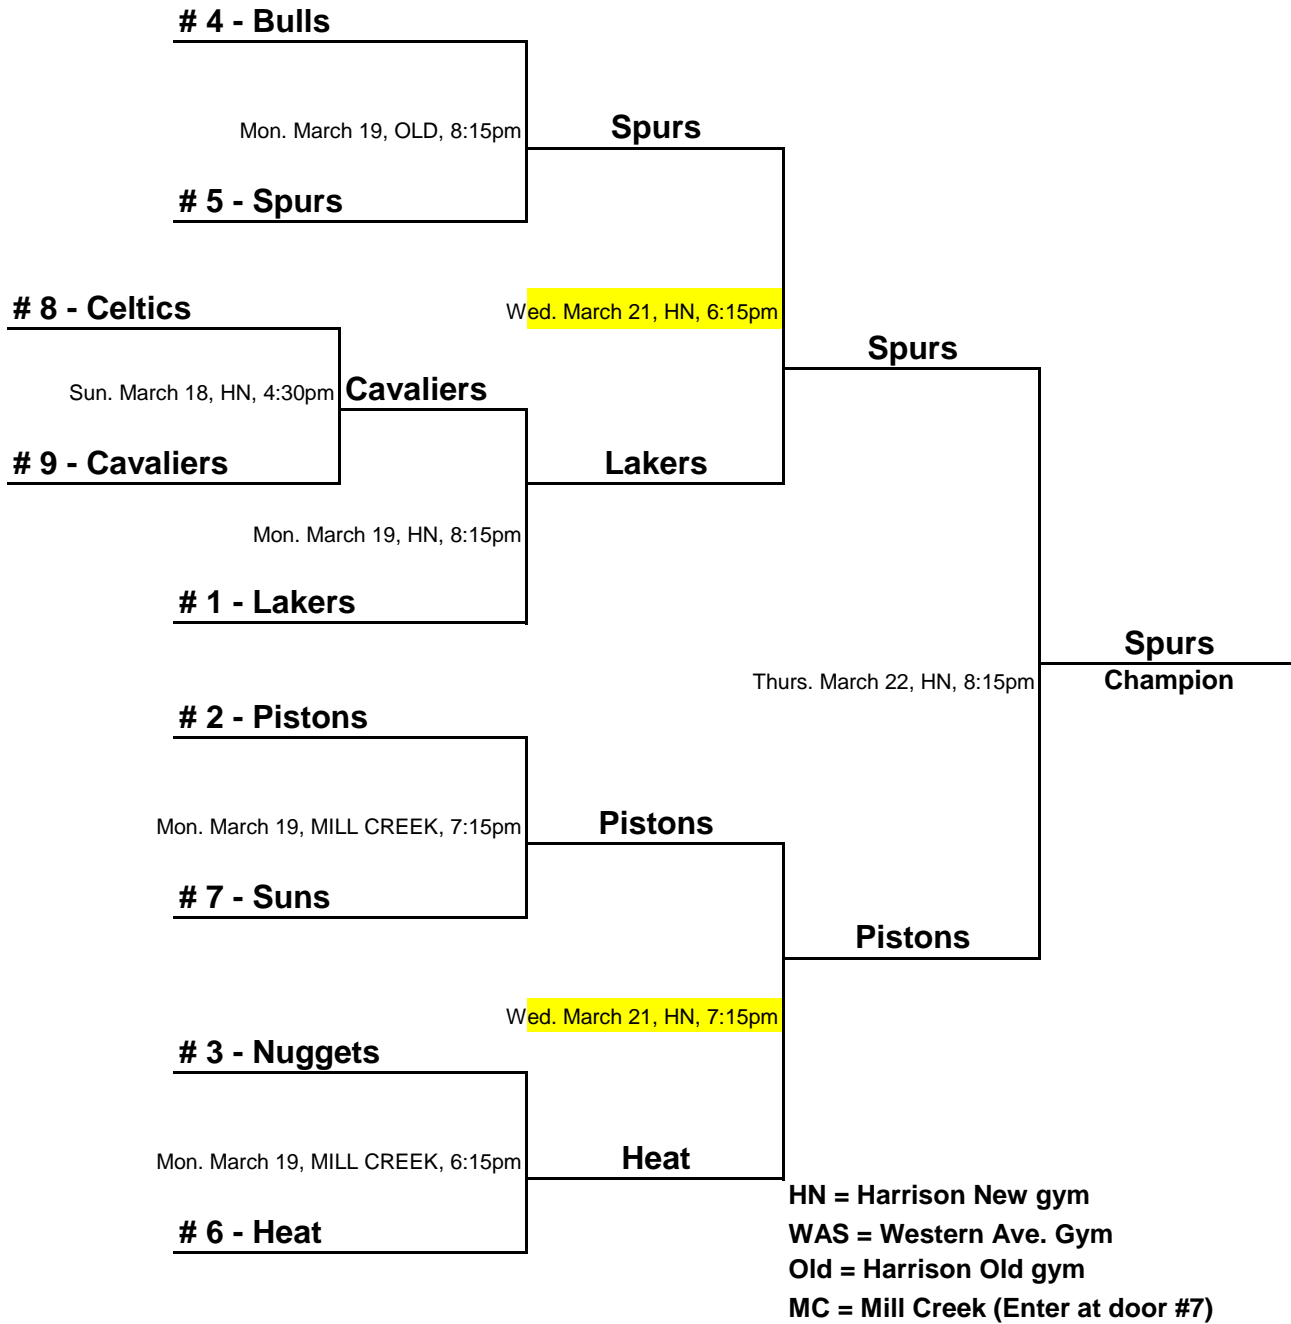 # 4 - Bulls
Mon. March 19, OLD, 8:15pm
Spurs
# 5 - Spurs
# 8 - Celtics
Wed. March 21, HN, 6:15pm
Spurs
Sun. March 18, HN, 4:30pm
Cavaliers
# 9 - Cavaliers
Lakers
Mon. March 19, HN, 8:15pm
# 1 - Lakers
Spurs
Thurs. March 22, HN, 8:15pm
Champion
# 2 - Pistons
Mon. March 19, MILL CREEK, 7:15pm
Pistons
# 7 - Suns
Pistons
Wed. March 21, HN, 7:15pm
# 3 - Nuggets
Mon. March 19, MILL CREEK, 6:15pm
Heat
# 6 - Heat
HN = Harrison New gym
WAS = Western Ave. Gym
Old = Harrison Old gym
MC = Mill Creek (Enter at door #7)